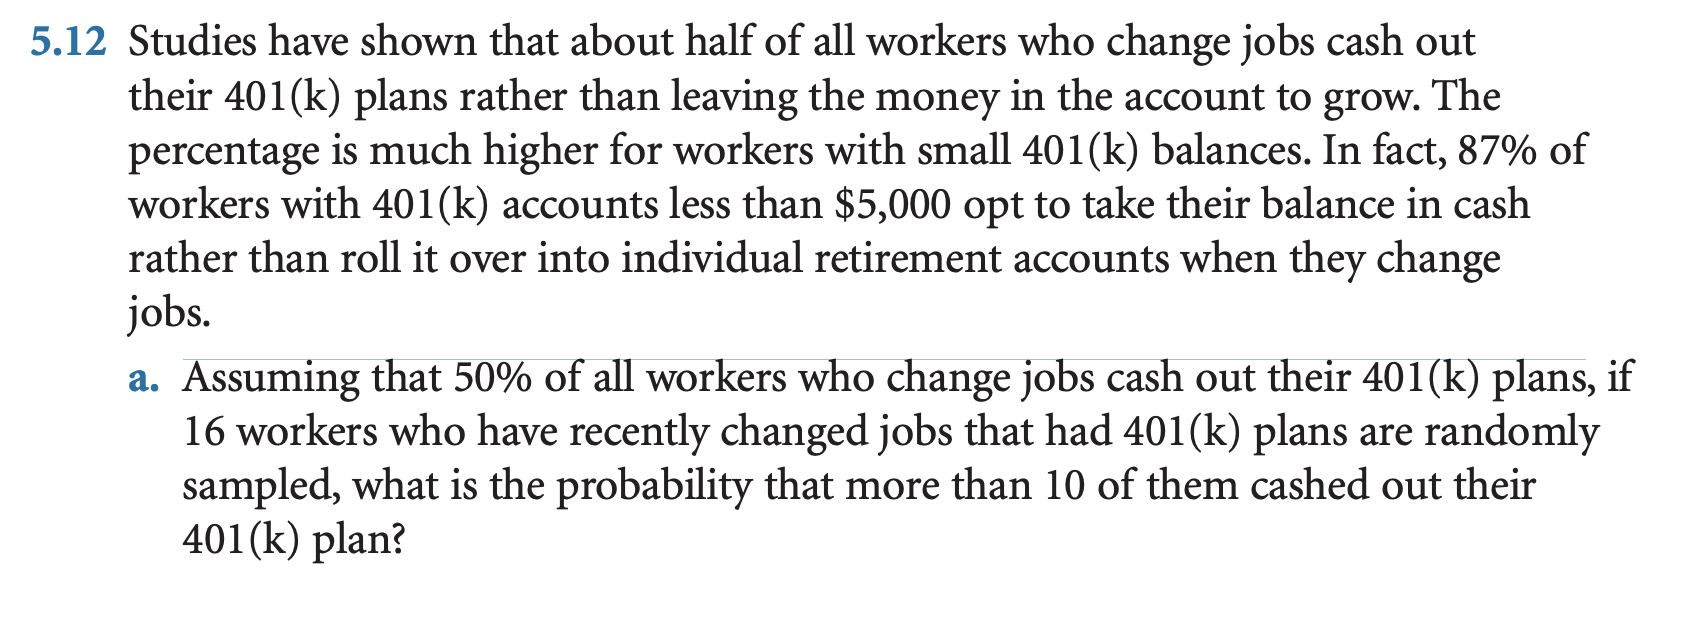 5.12 Studies have shown that about half of all workers who change jobs cash out
their 401(k) plans rather than leaving the money in the account to grow. The
percentage is much higher for workers with small 401(k) balances. In fact, 87% of
workers with 401(k) accounts less than $5,000 opt to take their balance in cash
rather than roll it over into individual retirement accounts when they change
jobs.
a. Assuming that 50% of all workers who change jobs cash out their 401(k) plans, if
16 workers who have recently changed jobs that had 401(k) plans are randomly
sampled, what is the probability that more than 10 of them cashed out their
401(k) plan?